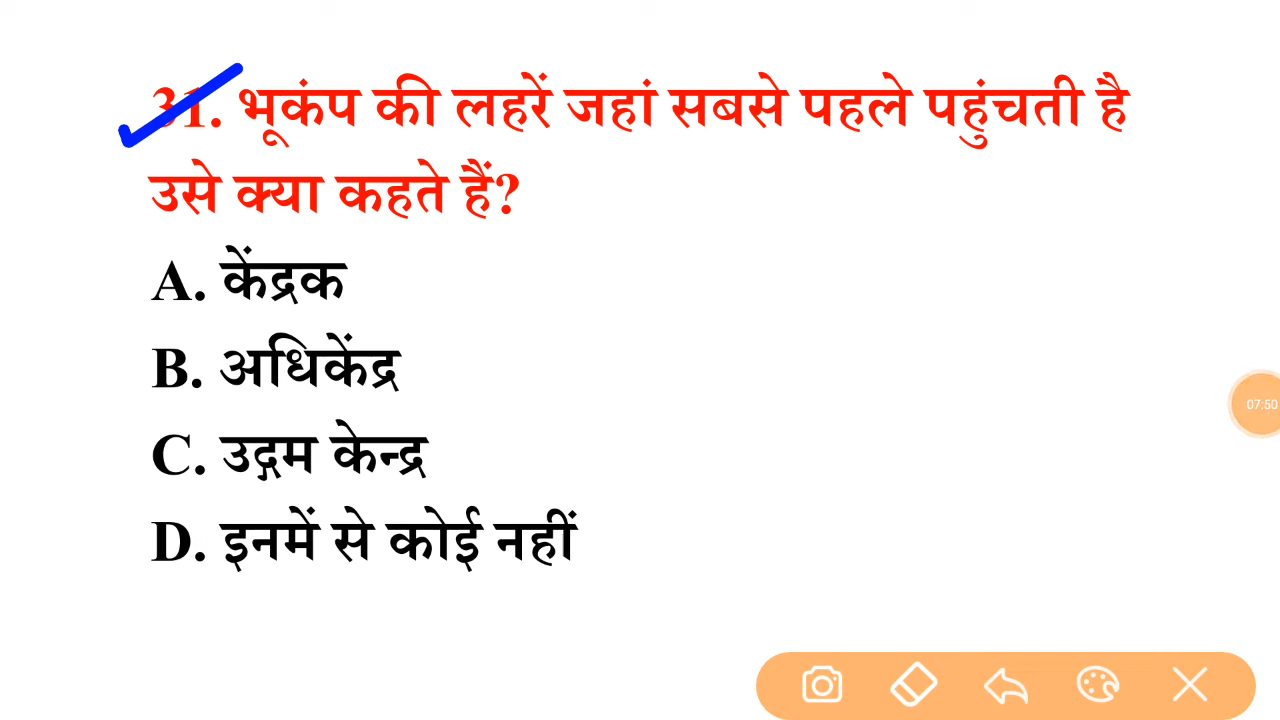 31. भूकंप की लहरें जहां सबसे पहले पहुंचती है
उसे क्या कहते हैं?
A. केंद्रक
B. अधिकेंद्र
C. उद्गम केन्द्र
D. इनमें से कोई नहीं
07:50